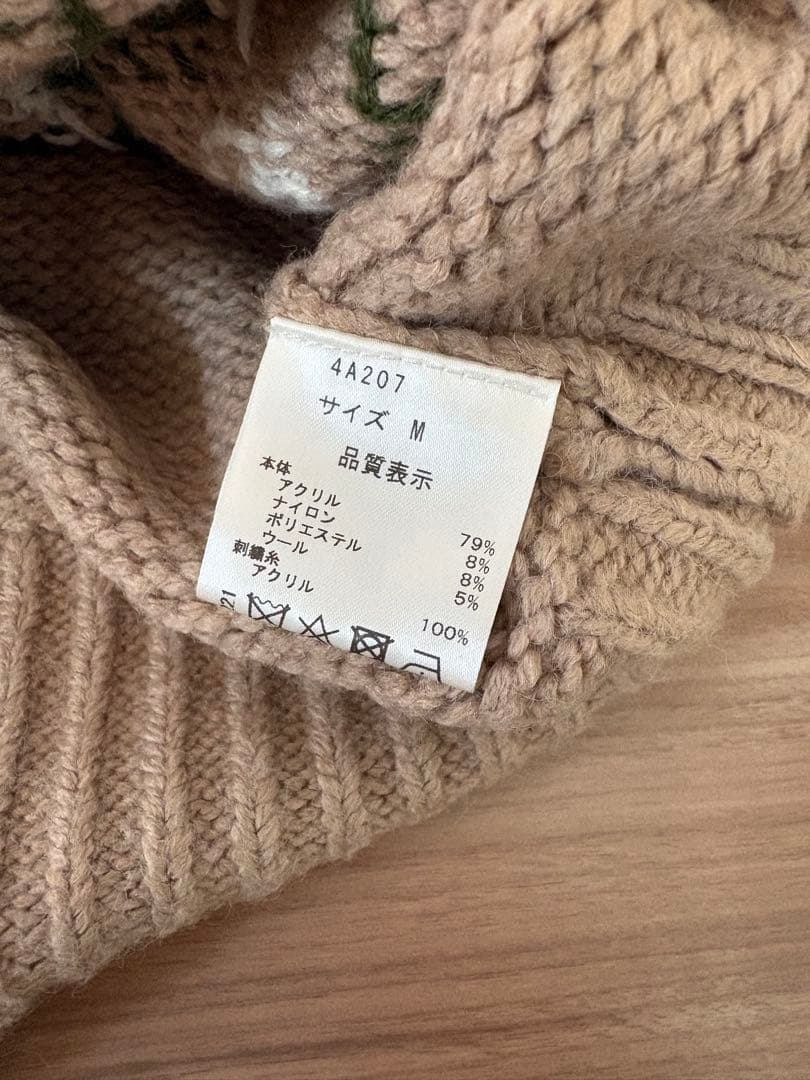 4A207
サイズ M
品質表示
本体
アクリル 79%
ナイロン 8%
ポリエステル 8%
ウール 5%
刺繍糸
アクリル 100%
21